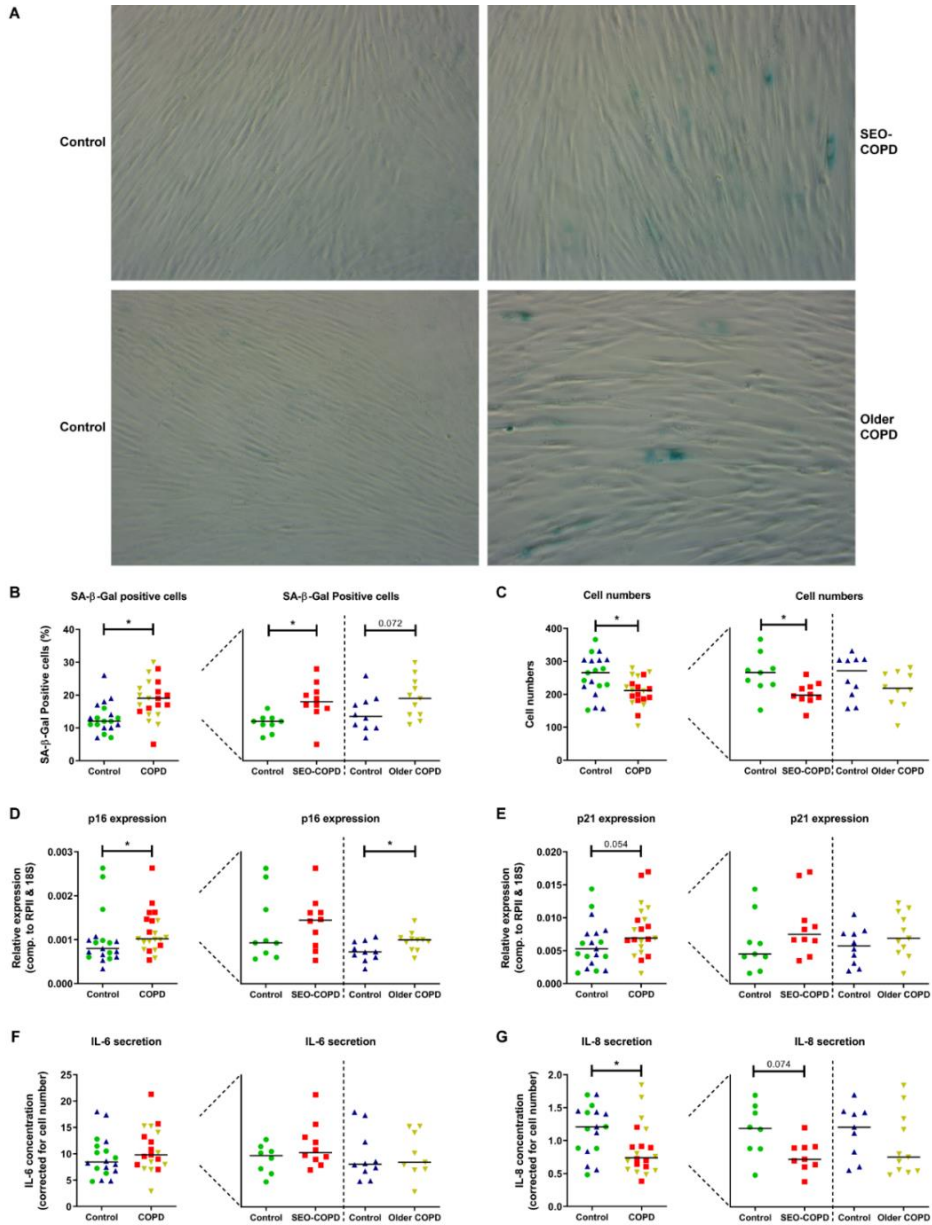 A
Control
SEO-
COPD
Control
Older
COPD
B
SA-β-Gal positive cells
SA-β-Gal Positive cells
SA-β-Gal Positive cells (%)
40
30
20
10
0
*
*
0.072
Control
COPD
Control
SEO-COPD
Control
Older COPD
C
Cell numbers
Cell numbers
Cell numbers
400
300
200
100
0
*
*
Control
COPD
Control
SEO-COPD
Control
Older COPD
D
p16 expression
p16 expression
Relative expression
(comp. to RPII & 18S)
0.003
0.002
0.001
0.000
*
*
Control
COPD
Control
SEO-COPD
Control
Older COPD
E
p21 expression
p21 expression
Relative expression
(comp. to RPII & 18S)
0.020
0.015
0.010
0.005
0.000
0.054
Control
COPD
Control
SEO-COPD
Control
Older COPD
F
IL-6 secretion
IL-6 secretion
IL-6 concentration
(corrected for cell number)
25
20
15
10
5
0
Control
COPD
Control
SEO-COPD
Control
Older COPD
G
IL-8 secretion
IL-8 secretion
IL-8 concentration
(corrected for cell number)
2.0
1.5
1.0
0.5
0.0
*
0.074
Control
COPD
Control
SEO-COPD
Control
Older COPD